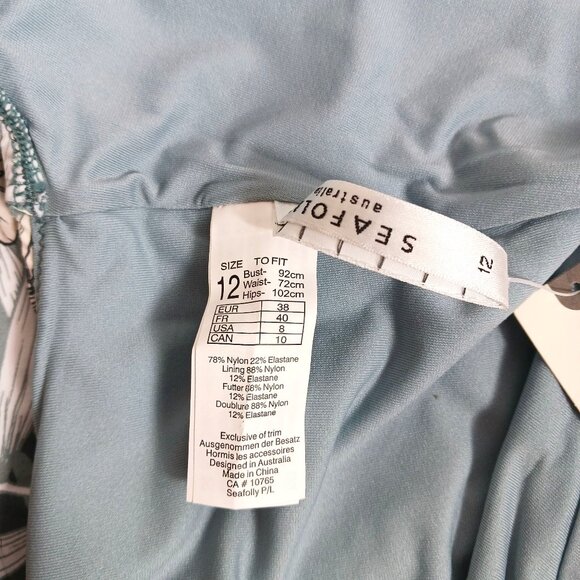 SEAFOLLY
australia
12
SIZE TO FIT
12 Bust- 92cm
Waist- 72cm
Hips- 102cm
EUR 38
FR 40
USA 8
CAN 10
78% Nylon 22% Elastane
Lining 88% Nylon
12% Elastane
Futter 88% Nylon
12% Elastane
Doublure 88% Nylon
12% Elastane
Exclusive of trim
Ausgenommen der Besatz
Hormis les accessoires
Designed in Australia
Made in China
CA # 10765
Seafolly P/L